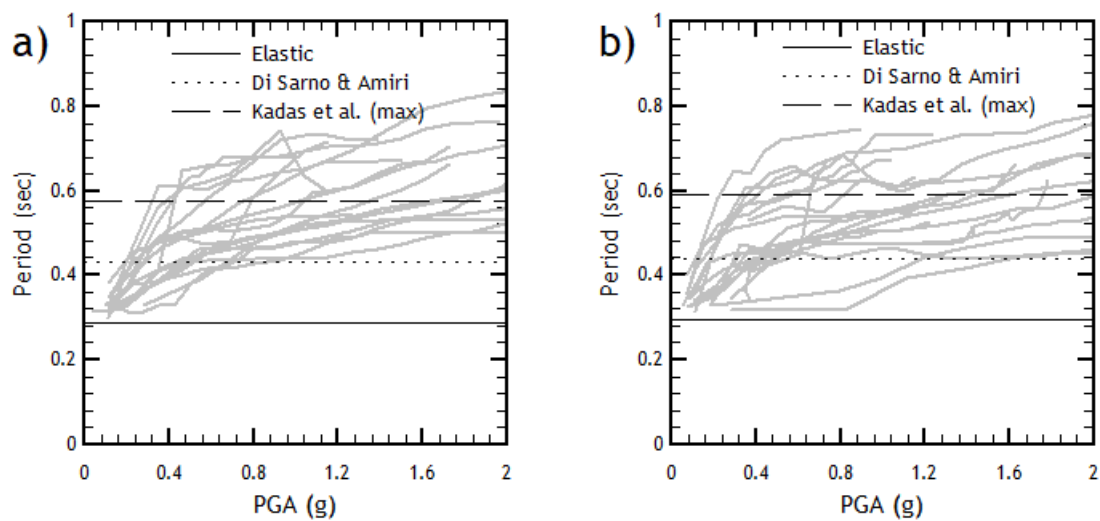 a)
Elastic
Di Sarno & Amiri
Kadas et al. (max)
Period (sec)
1
0.8
0.6
0.4
0.2
0
0 0.4 0.8 1.2 1.6 2
PGA (g)
b)
Elastic
Di Sarno & Amiri
Kadas et al. (max)
Period (sec)
1
0.8
0.6
0.4
0.2
0
0 0.4 0.8 1.2 1.6 2
PGA (g)